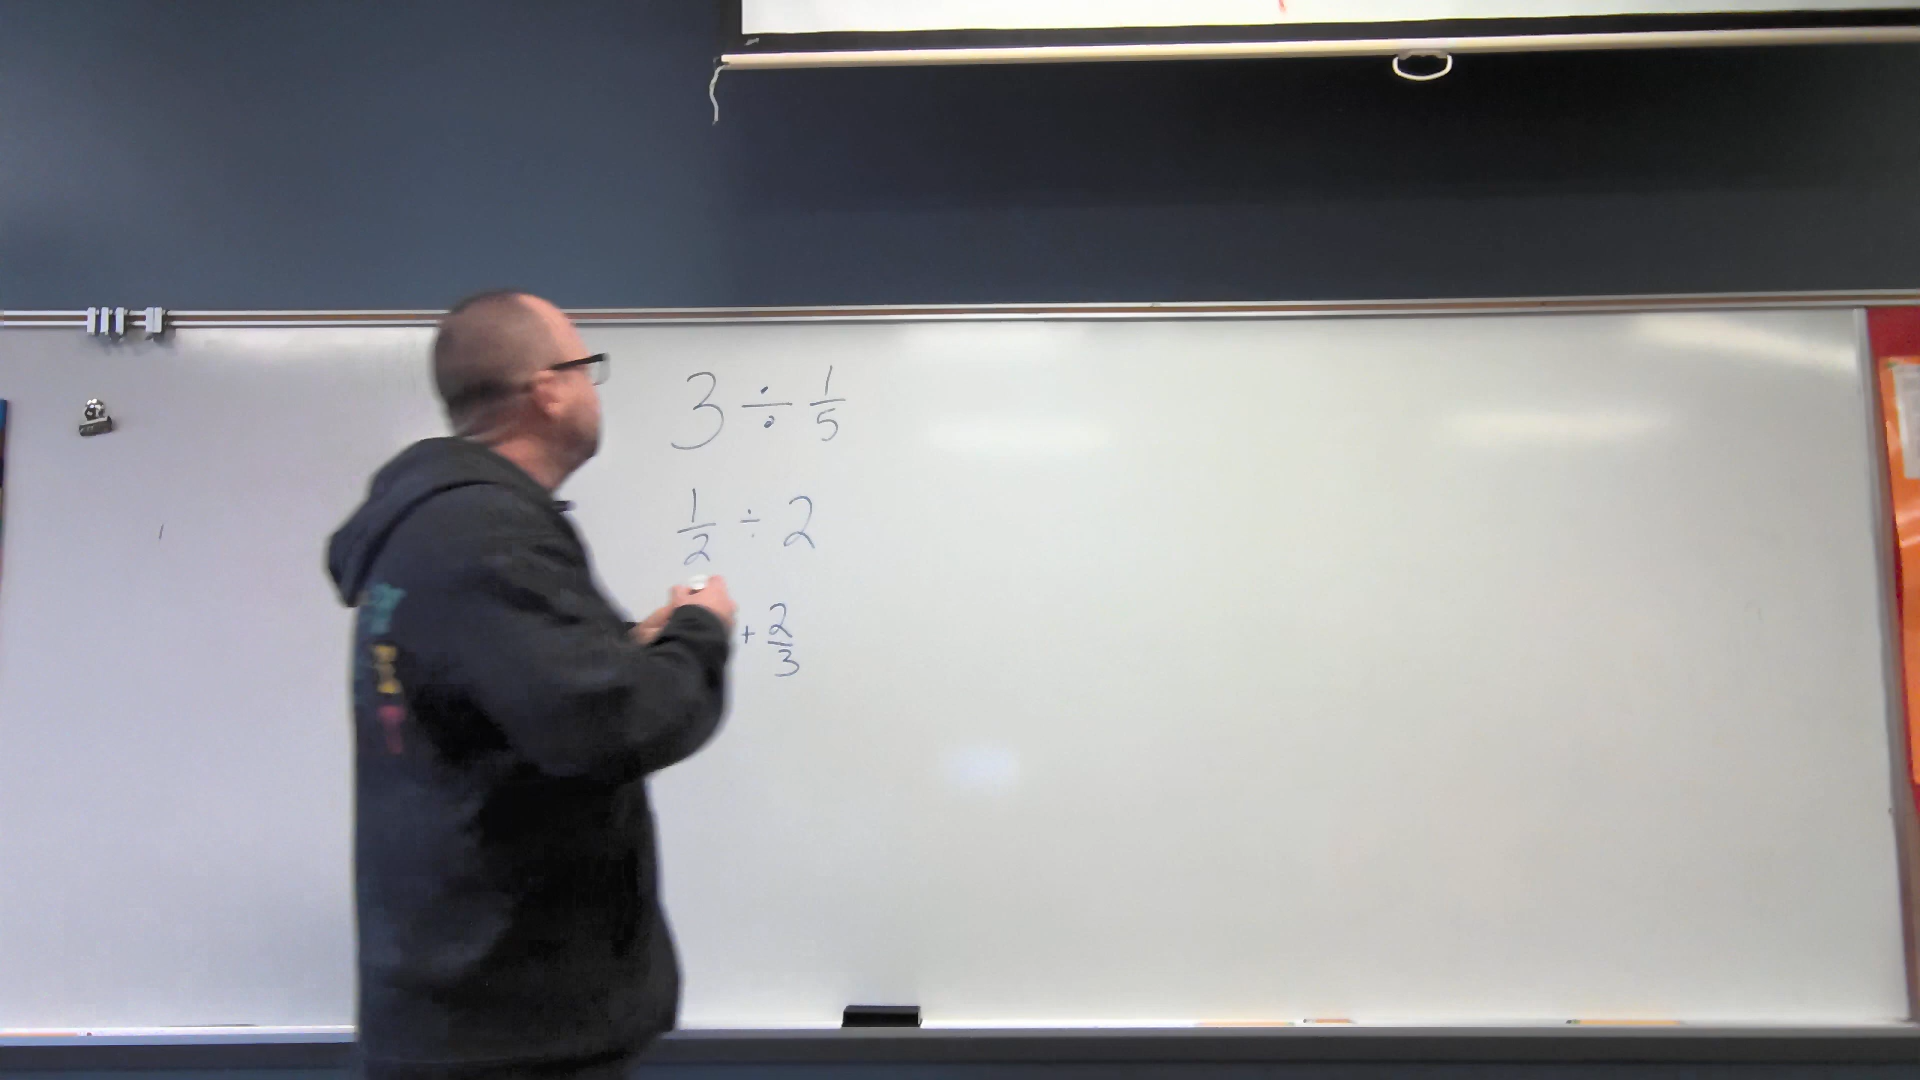 3 ÷ 1/5
1/2 ÷ 2
+ 2/3